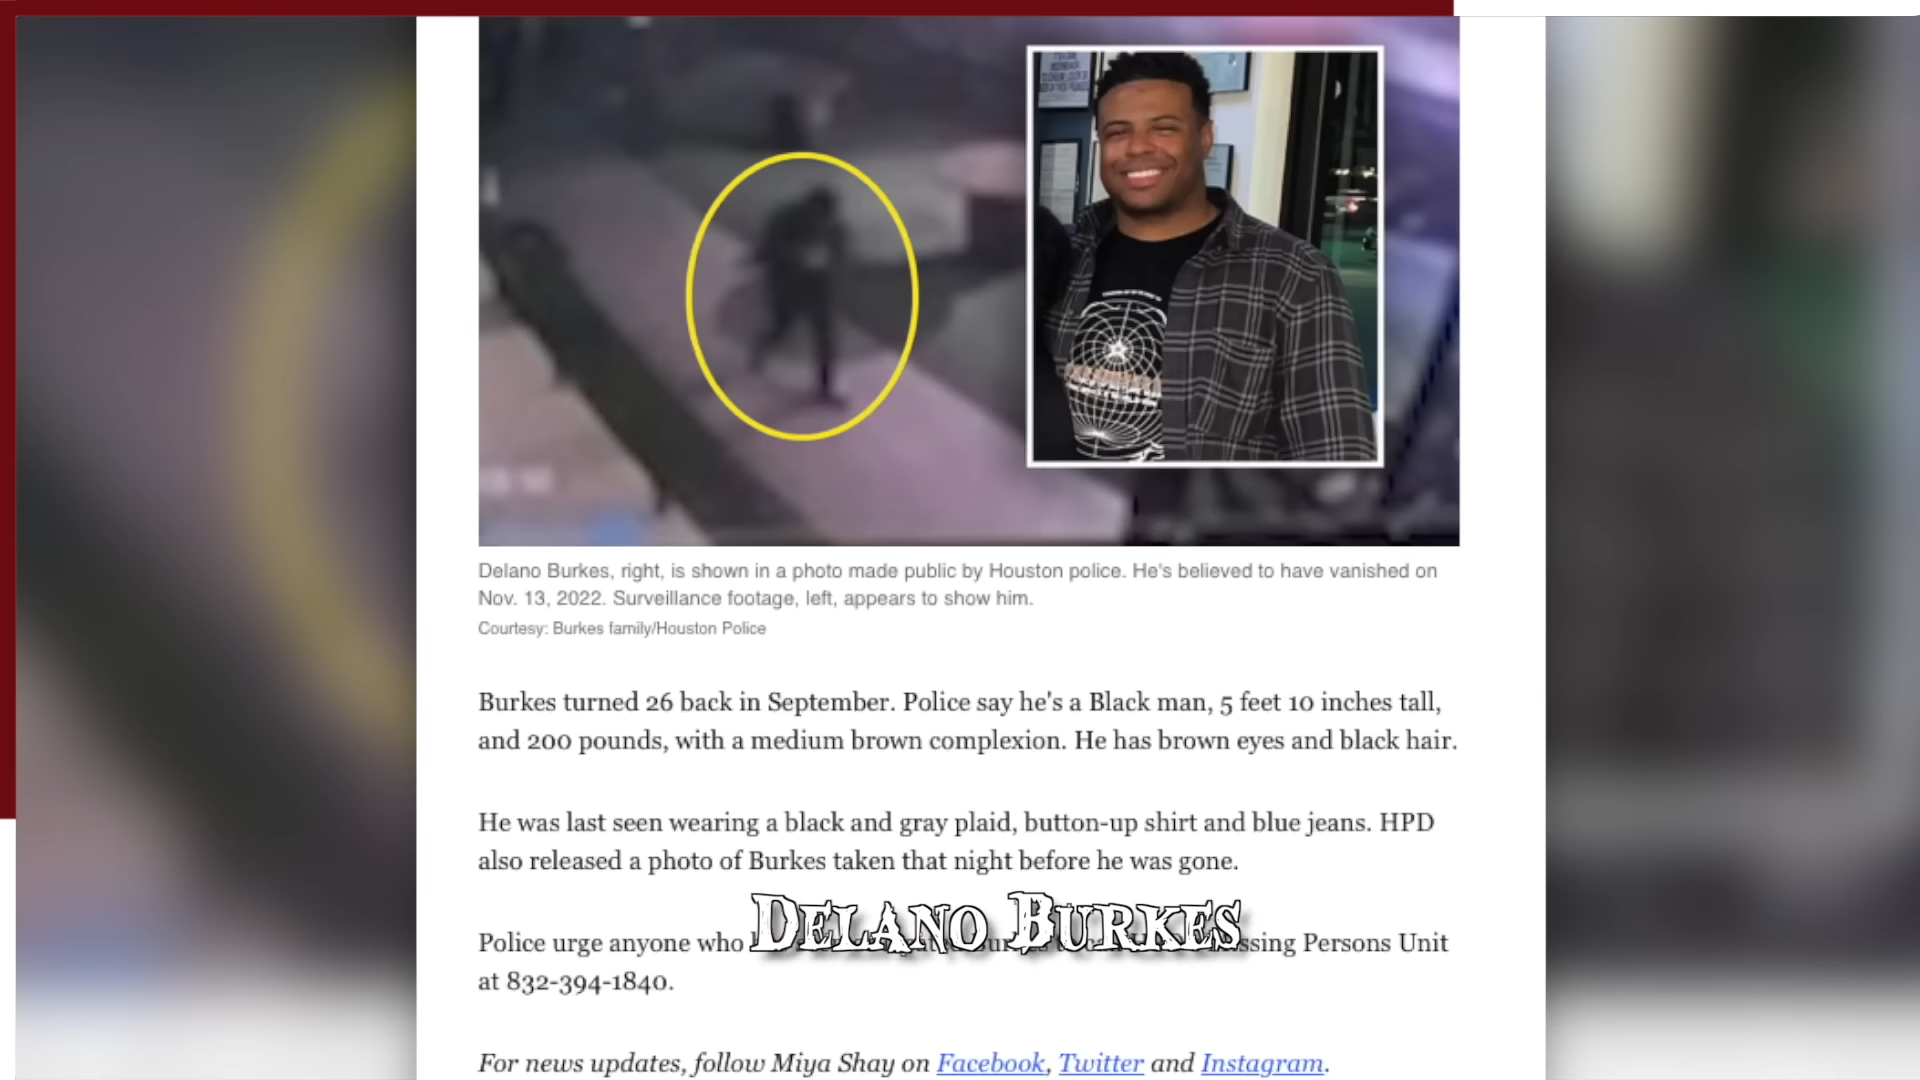 Delano Burkes, right, is shown in a photo made public by Houston police. He's believed to have vanished on
Nov. 13, 2022. Surveillance footage, left, appears to show him.
Courtesy: Burkes family/Houston Police
Burkes turned 26 back in September. Police say he's a Black man, 5 feet 10 inches tall,
and 200 pounds, with a medium brown complexion. He has brown eyes and black hair.
He was last seen wearing a black and gray plaid, button-up shirt and blue jeans. HPD
also released a photo of Burkes taken that night before he was gone.
DELANO BURKES
Police urge anyone who Persons Unit
at 832-394-1840.
For news updates, follow Miya Shay on Facebook, Twitter and Instagram.